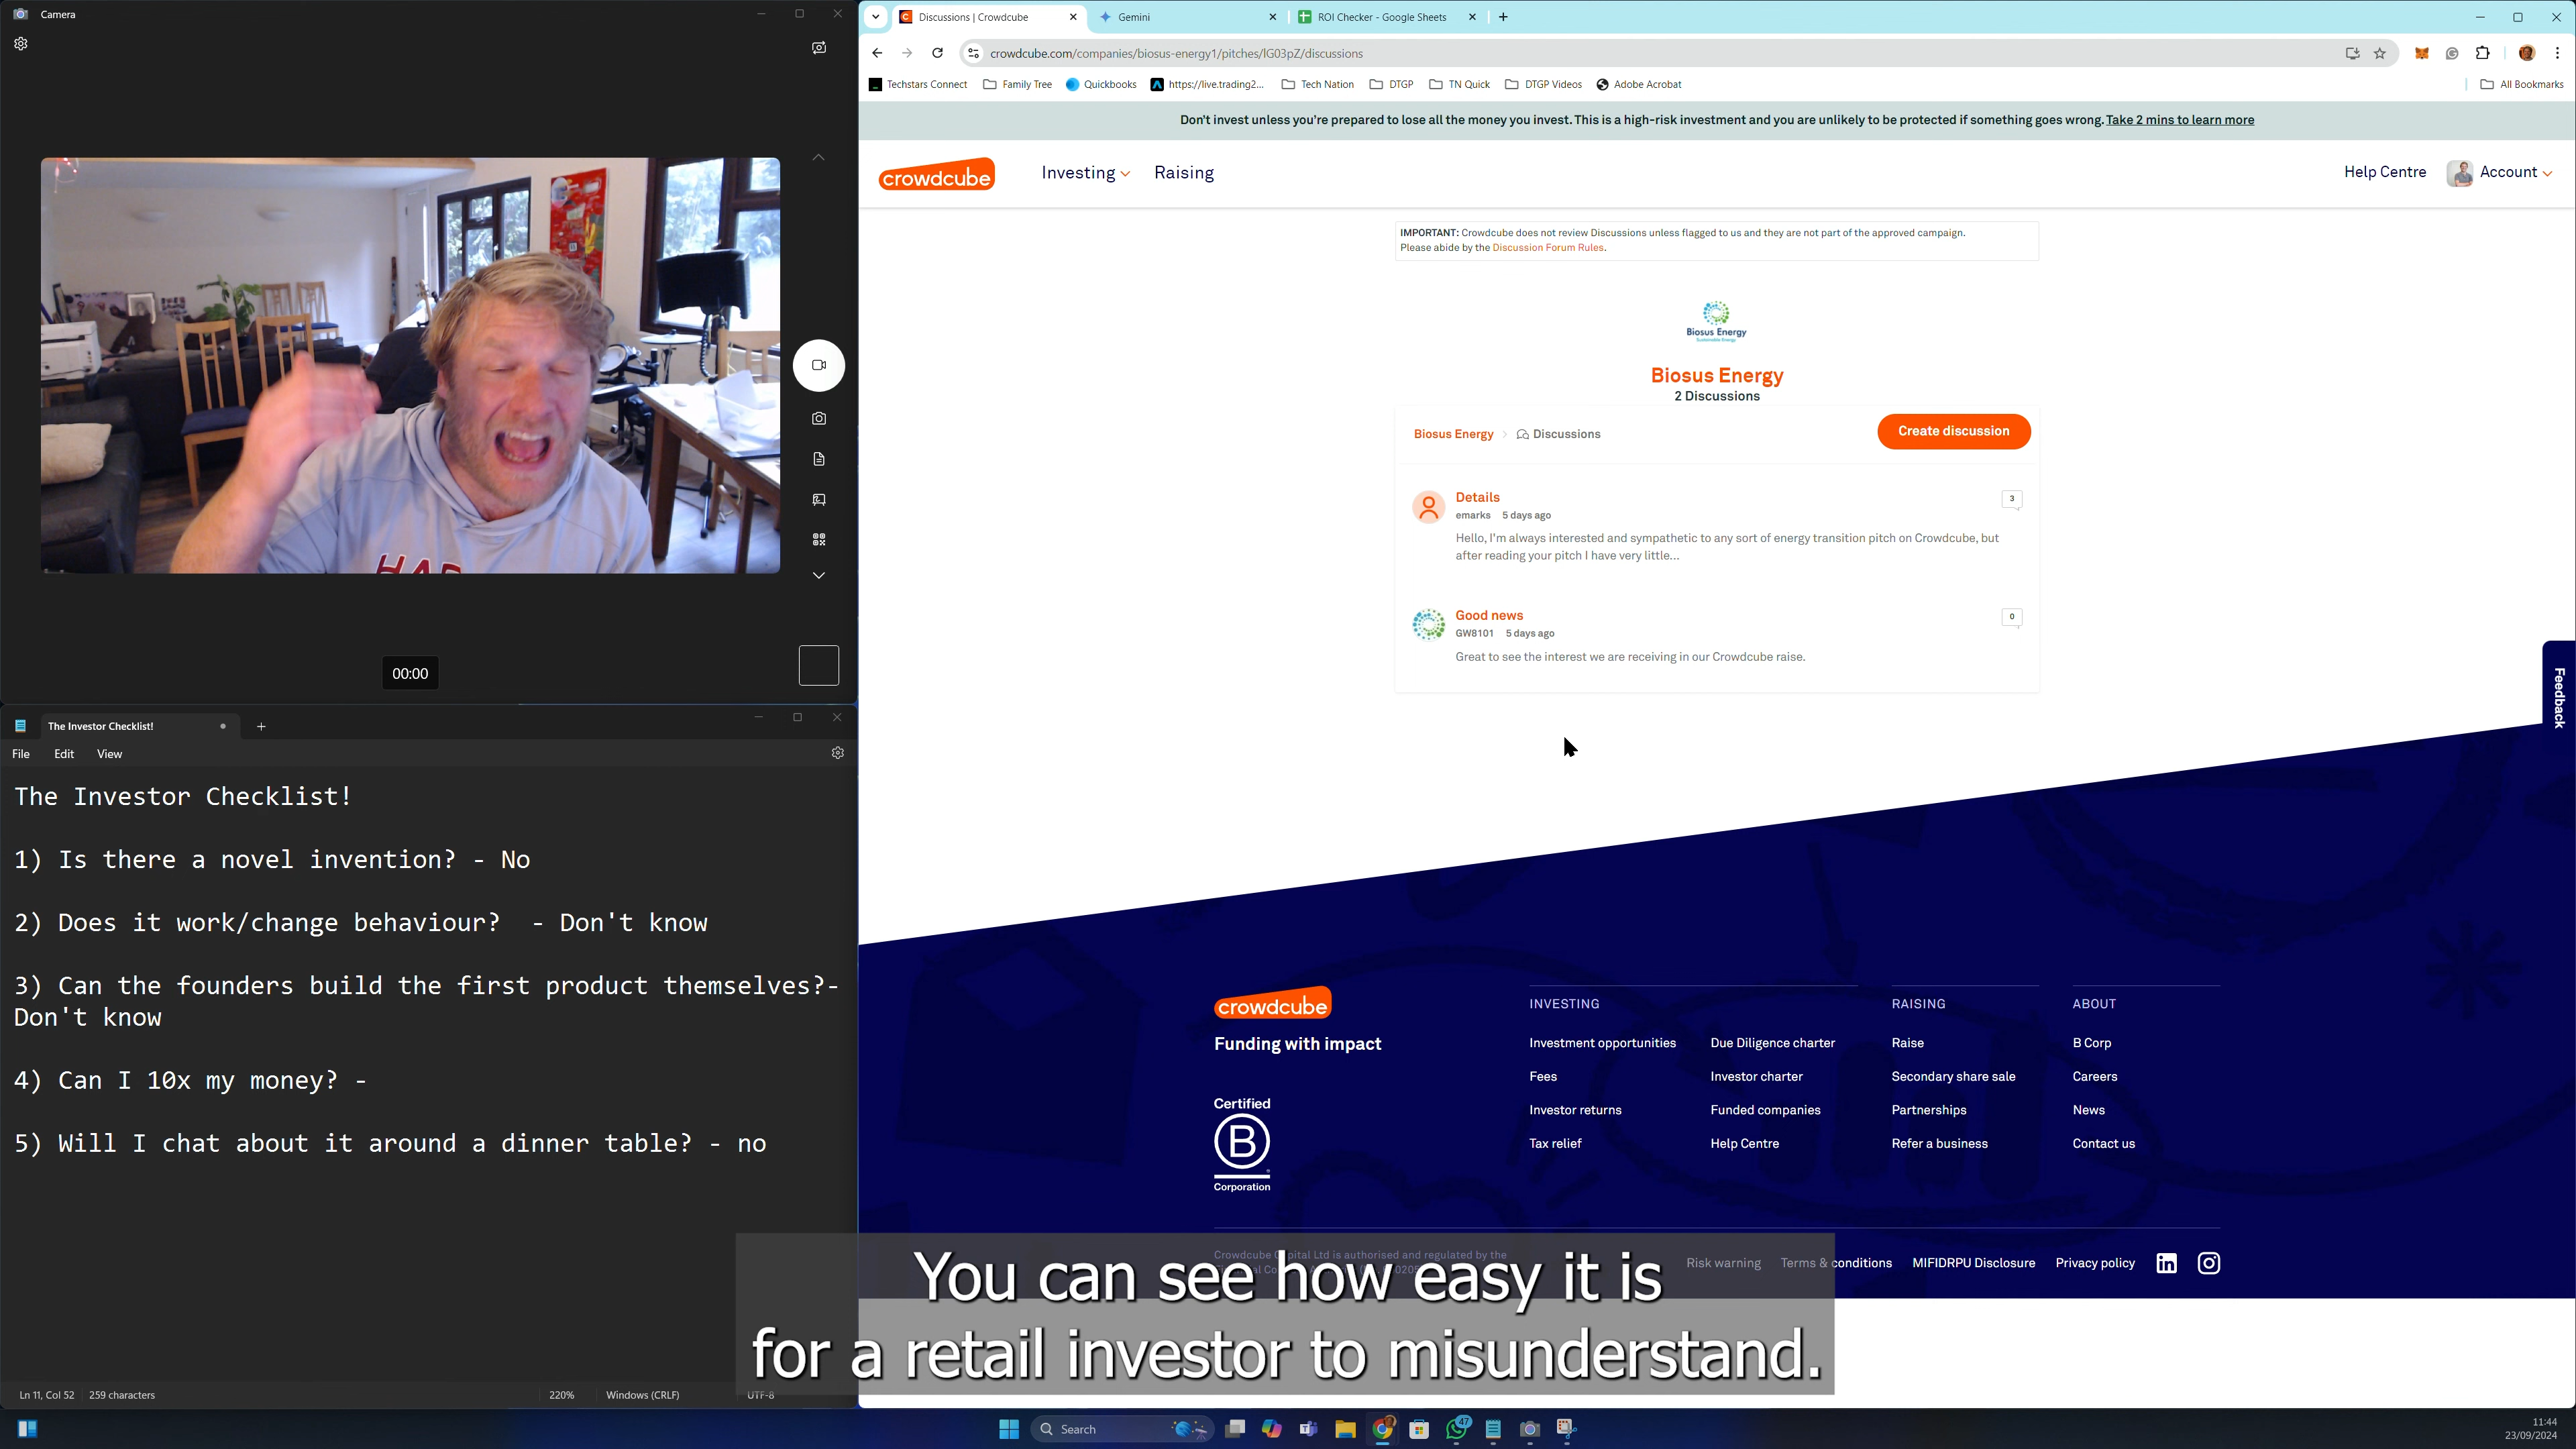 Camera
00:00
HAR
The Investor Checklist!
File Edit View
The Investor Checklist!
1) Is there a novel invention? - No
2) Does it work/change behaviour?  - Don't know
3) Can the founders build the first product themselves?-
Don't know
4) Can I 10x my money? -
5) Will I chat about it around a dinner table? - no
Ln 11, Col 52 259 characters 220% Windows (CRLF) UTF-8
Discussions | Crowdcube Gemini ROI Checker - Google Sheets
crowdcube.com/companies/biosus-energy1/pitches/lG03pZ/discussions
Techstars Connect Family Tree Quickbooks https://live.trading2... Tech Nation DTGP TN Quick DTGP Videos Adobe Acrobat All Bookmarks
Don't invest unless you're prepared to lose all the money you invest. This is a high-risk investment and you are unlikely to be protected if something goes wrong. Take 2 mins to learn more
crowdcube Investing Raising Help Centre Account
IMPORTANT: Crowdcube does not review Discussions unless flagged to us and they are not part of the approved campaign.
Please abide by the Discussion Forum Rules.
Biosus Energy
Sustainable Energy
Biosus Energy
2 Discussions
Biosus Energy Discussions Create discussion
Details 3
emarks 5 days ago
Hello, I'm always interested and sympathetic to any sort of energy transition pitch on Crowdcube, but
after reading your pitch I have very little...
Good news 0
GW8101 5 days ago
Great to see the interest we are receiving in our Crowdcube raise.
Feedback
crowdcube
Funding with impact
Certified
B
Corporation
INVESTING
Investment opportunities Due Diligence charter
Fees Investor charter
Investor returns Funded companies
Tax relief Help Centre
RAISING
Raise
Secondary share sale
Partnerships
Refer a business
ABOUT
B Corp
Careers
News
Contact us
Crowdcube Capital Ltd is authorised and regulated by the
Risk warning Terms & conditions MIFIDRPU Disclosure Privacy policy
You can see how easy it is
for a retail investor to misunderstand.
Search
47
11:44
23/09/2024